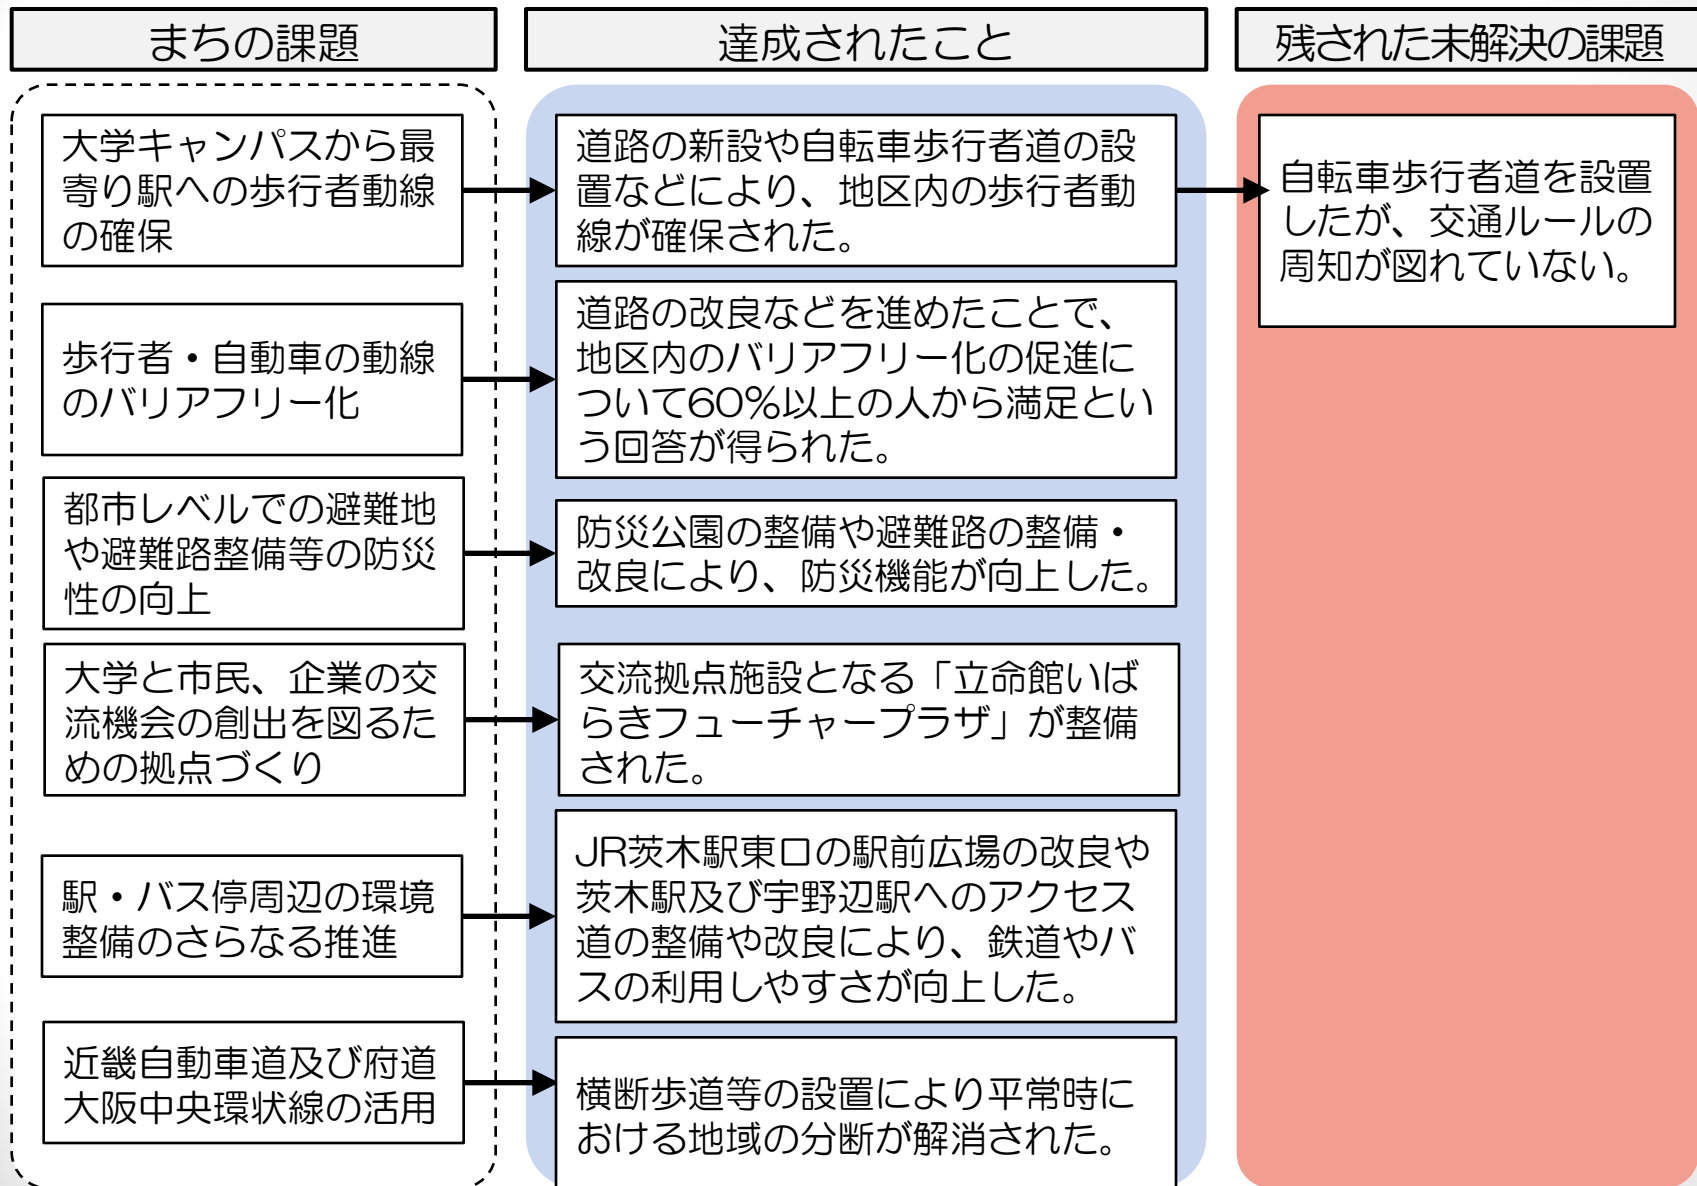 まちの課題
達成されたこと
残された未解決の課題
大学キャンパスから最
寄り駅への歩行者動線
の確保
道路の新設や自転車歩行者道の設
置などにより、地区内の歩行者動
線が確保された。
自転車歩行者道を設置
したが、交通ルールの
周知が図れていない。
歩行者・自動車の動線
のバリアフリー化
道路の改良などを進めたことで、
地区内のバリアフリー化の促進に
ついて60%以上の人から満足とい
う回答が得られた。
都市レベルでの避難地
や避難路整備等の防災
性の向上
防災公園の整備や避難路の整備・
改良により、防災機能が向上した。
大学と市民、企業の交
流機会の創出を図るた
めの拠点づくり
交流拠点施設となる「立命館いば
らきフューチャープラザ」が整備
された。
駅・バス停周辺の環境
整備のさらなる推進
JR茨木駅東口の駅前広場の改良や
茨木駅及び宇野辺駅へのアクセス
道の整備や改良により、鉄道やバ
スの利用しやすさが向上した。
近畿自動車道及び府道
大阪中央環状線の活用
横断歩道等の設置により平常時に
おける地域の分断が解消された。